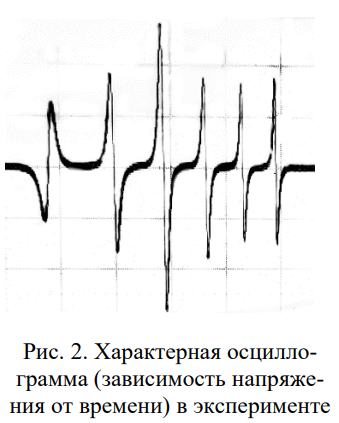 Рис. 2. Характерная осцилло-
грамма (зависимость напряже-
ния от времени) в эксперименте